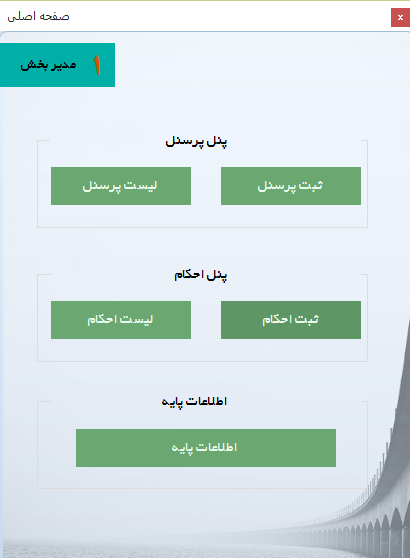 صفحه اصلی
مدیر بخش
پنل پرسنل
ثبت پرسنل
لیست پرسنل
پنل احکام
ثبت احکام
لیست احکام
اطلاعات پایه
اطلاعات پایه